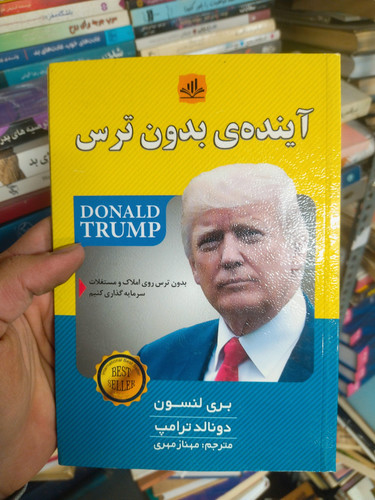 آینده‌ی بدون ترس
DONALD
TRUMP
بدون ترس روی املاک و مستغلات
سرمایه گذاری کنیم
BEST
SELLER
بری لنسون
دونالد ترامپ
مترجم: مهناز مهری